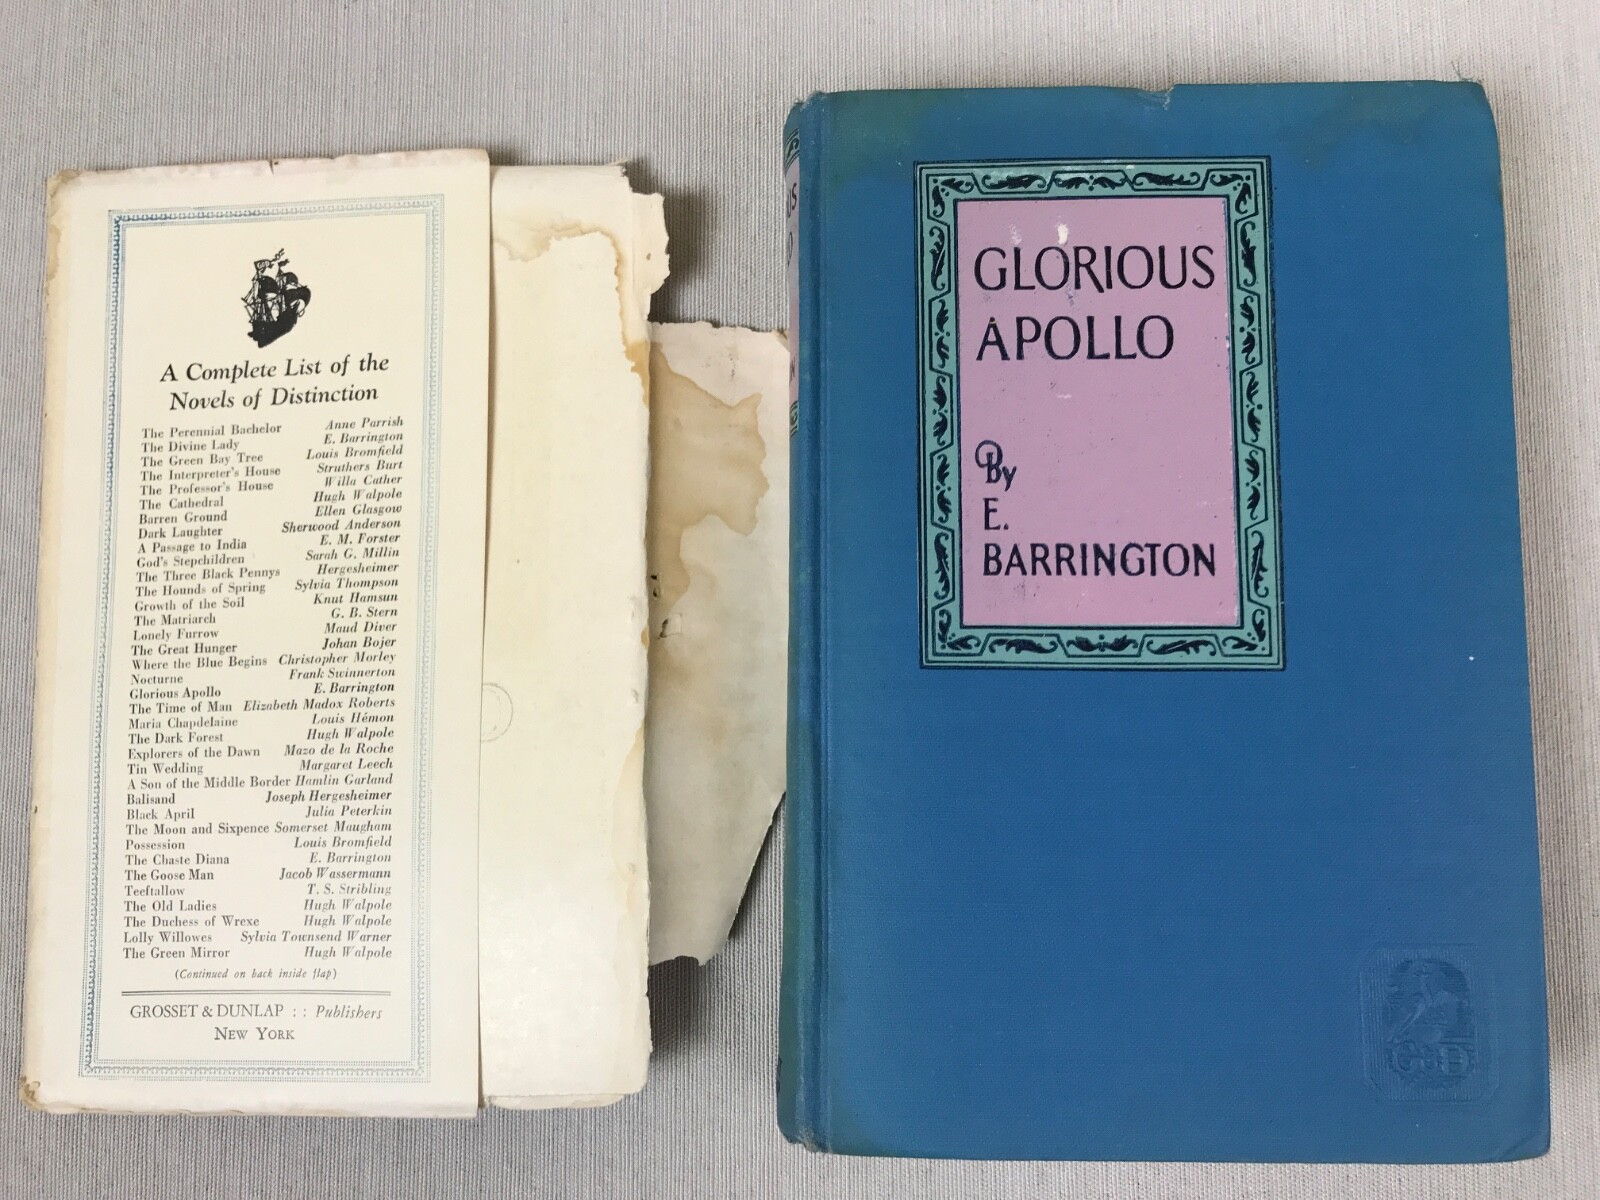 A Complete List of the
Novels of Distinction
The Perennial Bachelor Anne Parrish
The Divine Lady E. Barrington
The Green Bay Tree Louis Bromfield
The Interpreter's House Struthers Burt
The Professor's House Willa Cather
The Cathedral Hugh Walpole
Barren Ground Ellen Glasgow
Dark Laughter Sherwood Anderson
A Passage to India E. M. Forster
God's Stepchildren Sarah G. Millin
The Three Black Pennys Hergesheimer
The Hounds of Spring Sylvia Thompson
Growth of the Soil Knut Hamsun
The Matriarch G. B. Stern
Lonely Furrow Maud Diver
The Great Hunger Johan Bojer
Where the Blue Begins Christopher Morley
Nocturne Frank Swinnerton
Glorious Apollo E. Barrington
The Time of Man Elizabeth Madox Roberts
Maria Chapdelaine Louis Hémon
The Dark Forest Hugh Walpole
Explorers of the Dawn Mazo de la Roche
Tin Wedding Margaret Leech
A Son of the Middle Border Hamlin Garland
Balisand Joseph Hergesheimer
Black April Julia Peterkin
The Moon and Sixpence Somerset Maugham
Possession Louis Bromfield
The Chaste Diana E. Barrington
The Goose Man Jacob Wassermann
Teeftallow T. S. Stribling
The Old Ladies Hugh Walpole
The Duchess of Wrexe Hugh Walpole
Lolly Willowes Sylvia Townsend Warner
The Green Mirror Hugh Walpole
(Continued on back inside flap)
GROSSET & DUNLAP : : Publishers
NEW YORK
GLORIOUS
APOLLO
By
E.
BARRINGTON
G&D